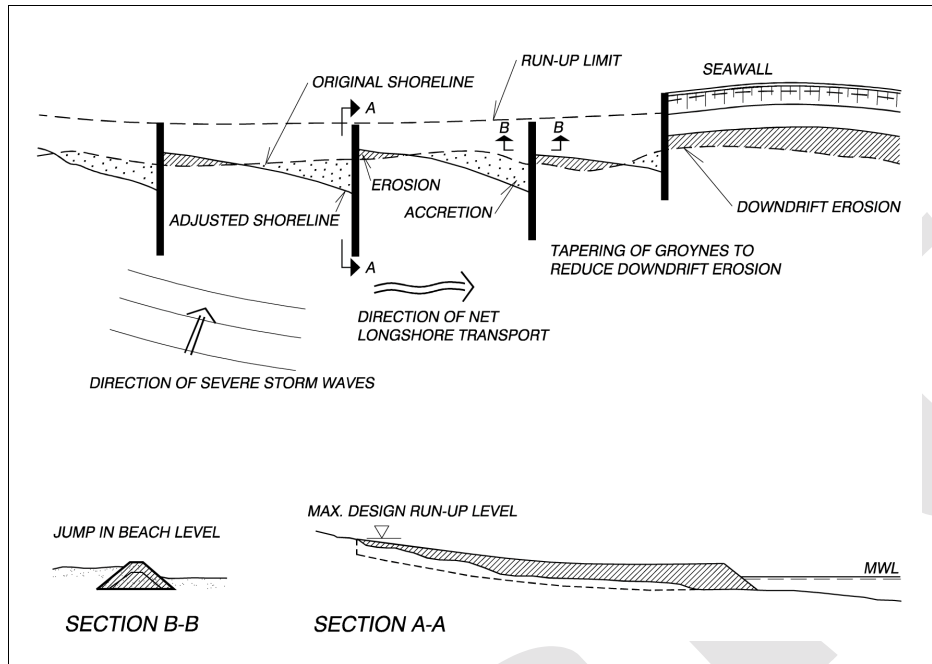 RUN-UP LIMIT
SEAWALL
ORIGINAL SHORELINE
A
B
B
EROSION
ADJUSTED SHORELINE
ACCRETION
DOWNDRIFT EROSION
A
TAPERING OF GROYNES TO
REDUCE DOWNDRIFT EROSION
DIRECTION OF NET
LONGSHORE TRANSPORT
DIRECTION OF SEVERE STORM WAVES
MAX. DESIGN RUN-UP LEVEL
JUMP IN BEACH LEVEL
MWL
SECTION B-B
SECTION A-A